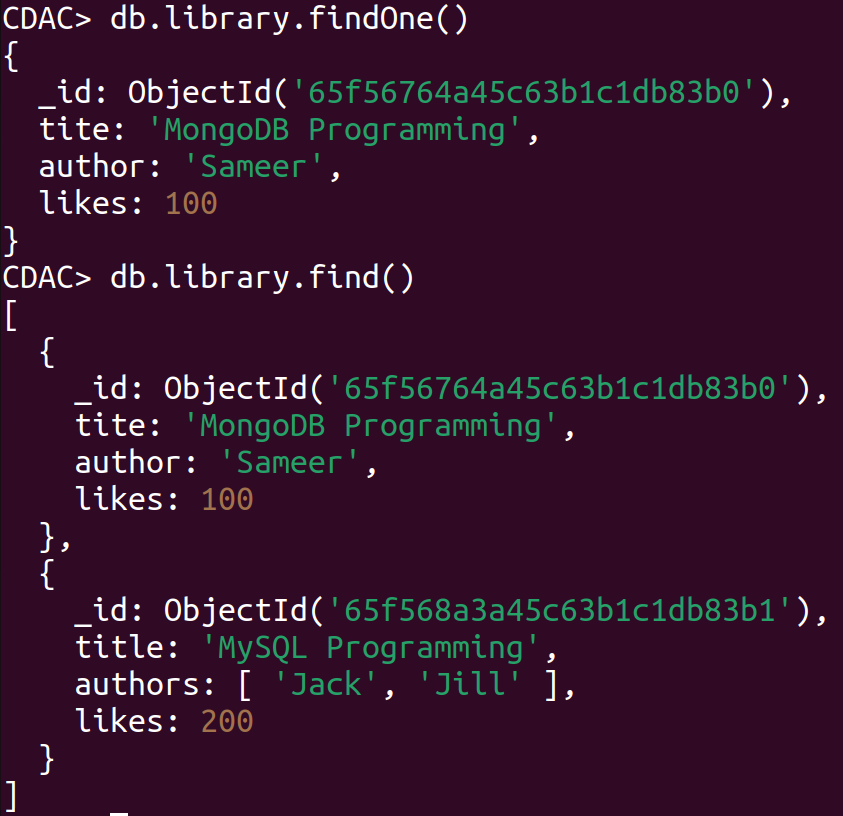 CDAC> db.library.findOne()
{
  _id: ObjectId('65f56764a45c63b1c1db83b0'),
  tite: 'MongoDB Programming',
  author: 'Sameer',
  likes: 100
}
CDAC> db.library.find()
[
  {
    _id: ObjectId('65f56764a45c63b1c1db83b0'),
    tite: 'MongoDB Programming',
    author: 'Sameer',
    likes: 100
  },
  {
    _id: ObjectId('65f568a3a45c63b1c1db83b1'),
    title: 'MySQL Programming',
    authors: [ 'Jack', 'Jill' ],
    likes: 200
  }
]